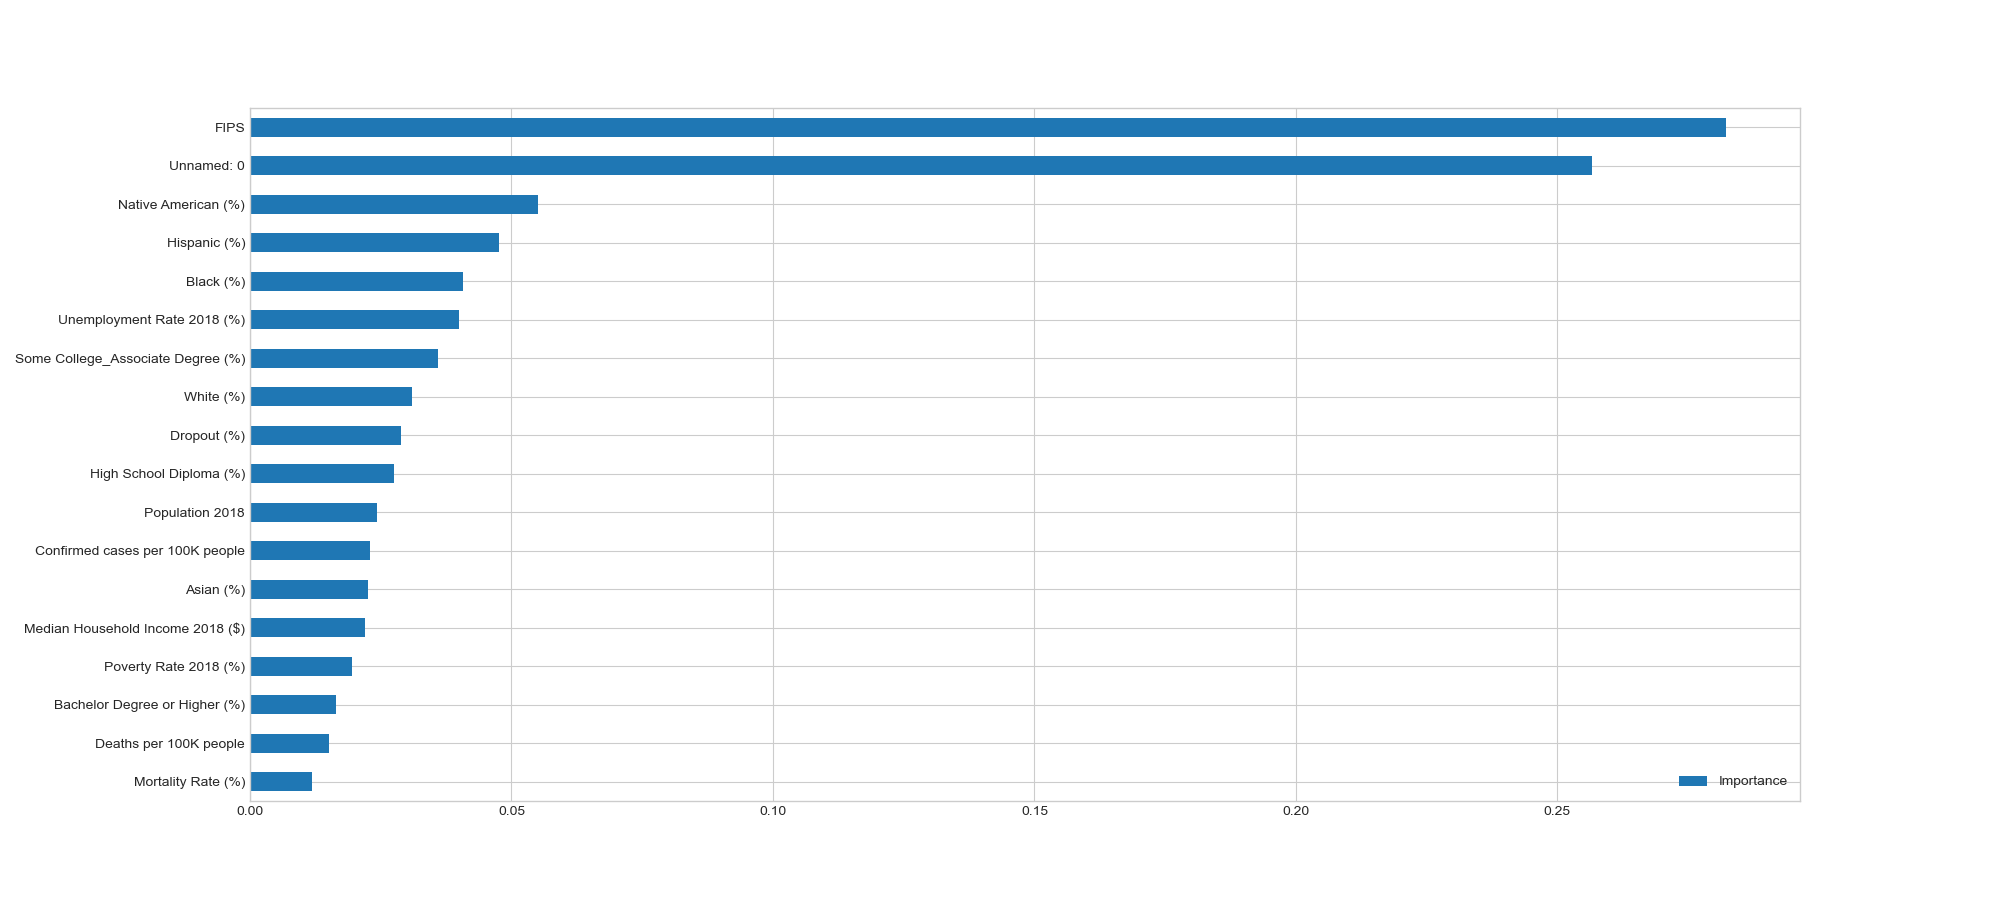 FIPS
Unnamed: 0
Native American (%)
Hispanic (%)
Black (%)
Unemployment Rate 2018 (%)
Some College_Associate Degree (%)
White (%)
Dropout (%)
High School Diploma (%)
Population 2018
Confirmed cases per 100K people
Asian (%)
Median Household Income 2018 ($)
Poverty Rate 2018 (%)
Bachelor Degree or Higher (%)
Deaths per 100K people
Mortality Rate (%)
Importance
0.00 0.05 0.10 0.15 0.20 0.25